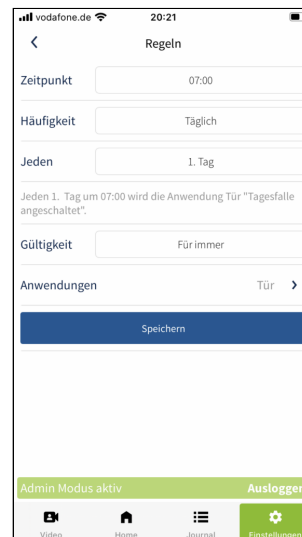 vodafone.de 20:21
Regeln
Zeitpunkt 07:00
Häufigkeit Täglich
Jeden 1. Tag
Jeden 1. Tag um 07:00 wird die Anwendung Tür "Tagesfalle
angeschaltet".
Gültigkeit Für immer
Anwendungen Tür
Speichern
Admin Modus aktiv Ausloggen
Video Home Journal Einstellungen